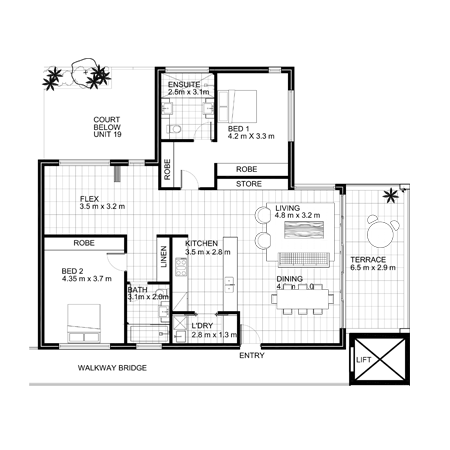 ENSUITE
2.5m x 3.1m
COURT
BELOW
UNIT 19
BED 1
4.2 m X 3.3 m
ROBE
ROBE
STORE
FLEX
3.5 m x 3.2 m
LIVING
4.8 m x 3.2 m
ROBE
LINEN
KITCHEN
3.5 m x 2.8 m
TERRACE
6.5 m x 2.9 m
BED 2
4.35 m x 3.7 m
DINING
BATH
3.1m x 2.0m
L'DRY
2.8 m x 1.3 m
ENTRY
LIFT
WALKWAY BRIDGE